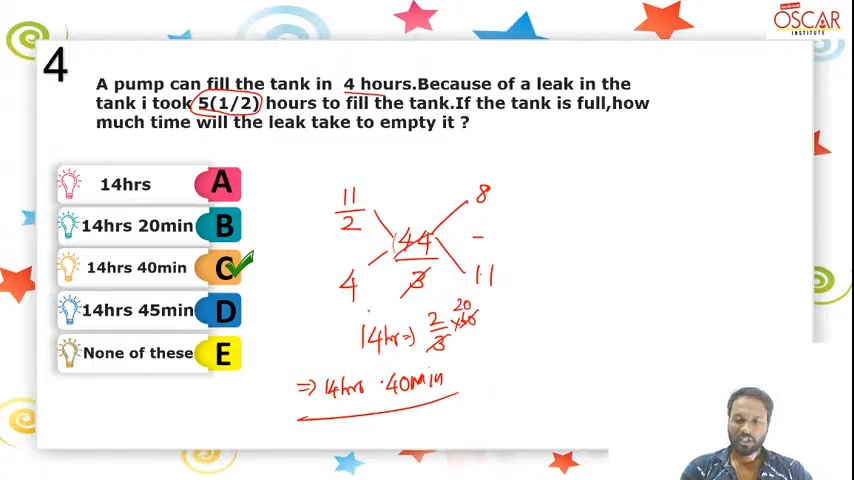 OSCAR
INSTITUTE
4
A pump can fill the tank in 4 hours.Because of a leak in the
tank i took 5(1/2) hours to fill the tank.If the tank is full,how
much time will the leak take to empty it ?
14hrs A
14hrs 20min B
14hrs 40min C
14hrs 45min D
None of these E
11
2
8
44
3
-
4
11
14hr => 2/3 × 60
20
=> 14hrs . 40min